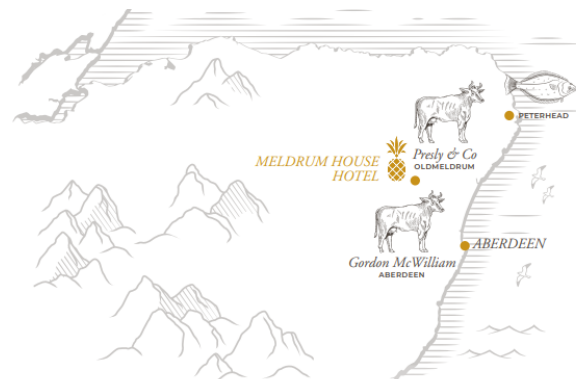 PETERHEAD
Presly & Co
OLDMELDRUM
MELDRUM HOUSE
HOTEL
ABERDEEN
Gordon McWilliam
ABERDEEN